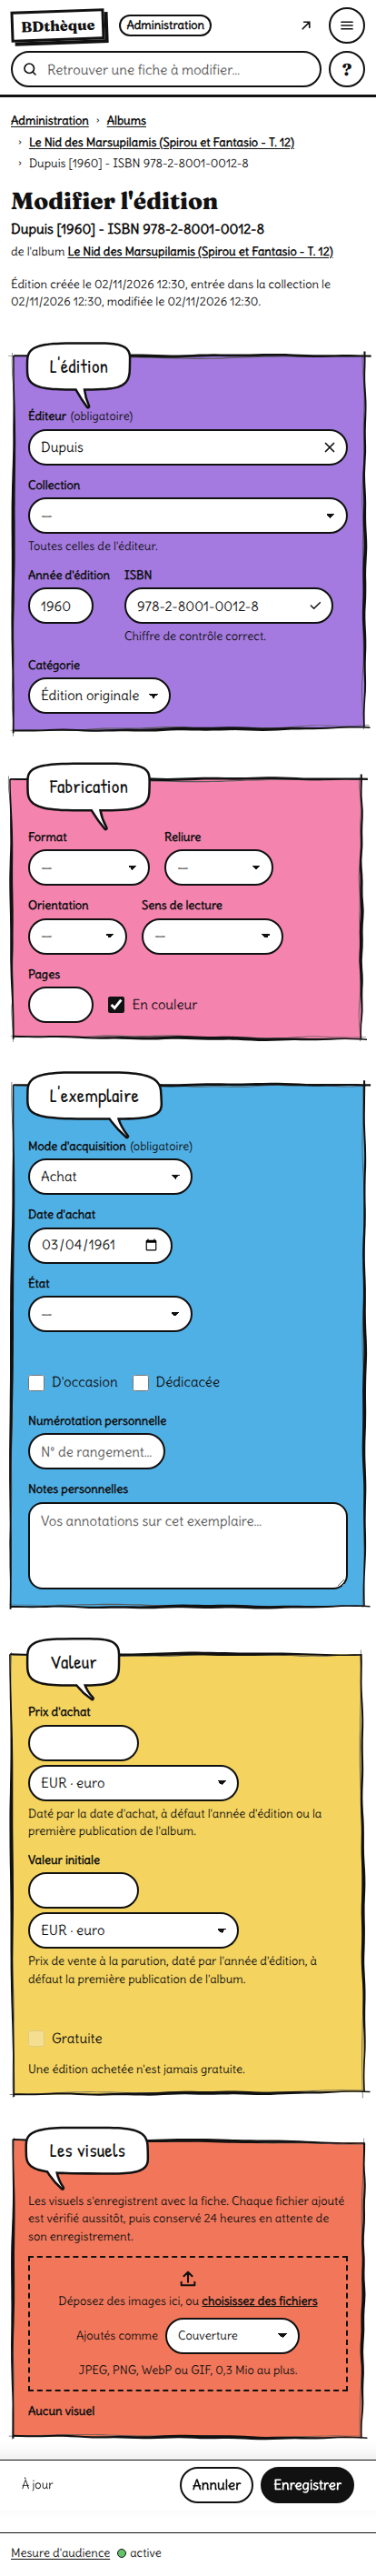 BDthèque
Administration
Retrouver une fiche à modifier...
?
Administration › Albums
› Le Nid des Marsupilamis (Spirou et Fantasio - T. 12)
› Dupuis [1960] - ISBN 978-2-8001-0012-8
Modifier l'édition
Dupuis [1960] - ISBN 978-2-8001-0012-8
de l'album Le Nid des Marsupilamis (Spirou et Fantasio - T. 12)
Édition créée le 02/11/2026 12:30, entrée dans la collection le
02/11/2026 12:30, modifiée le 02/11/2026 12:30.
L'édition
Éditeur (obligatoire)
Dupuis
Collection
—
Toutes celles de l'éditeur.
Année d'édition ISBN
1960 978-2-8001-0012-8
Chiffre de contrôle correct.
Catégorie
Édition originale
Fabrication
Format Reliure
— —
Orientation Sens de lecture
— —
Pages
En couleur
L'exemplaire
Mode d'acquisition (obligatoire)
Achat
Date d'achat
03/04/1961
État
—
D'occasion Dédicacée
Numérotation personnelle
N° de rangement...
Notes personnelles
Vos annotations sur cet exemplaire...
Valeur
Prix d'achat
EUR · euro
Daté par la date d'achat, à défaut l'année d'édition ou la
première publication de l'album.
Valeur initiale
EUR · euro
Prix de vente à la parution, daté par l'année d'édition, à
défaut la première publication de l'album.
Gratuite
Une édition achetée n'est jamais gratuite.
Les visuels
Les visuels s'enregistrent avec la fiche. Chaque fichier ajouté
est vérifié aussitôt, puis conservé 24 heures en attente de
son enregistrement.
Déposez des images ici, ou choisissez des fichiers
Ajoutés comme Couverture
JPEG, PNG, WebP ou GIF, 0,3 Mio au plus.
Aucun visuel
À jour Annuler Enregistrer
Mesure d'audience active